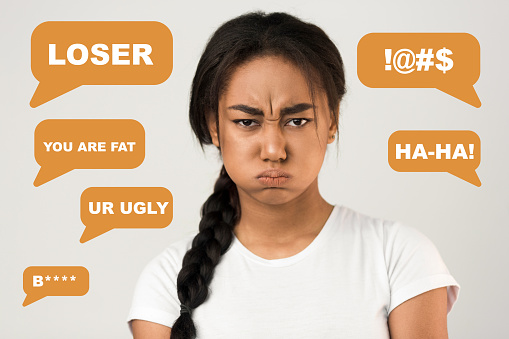 LOSER
!@#$
YOU ARE FAT
HA-HA!
UR UGLY
B****